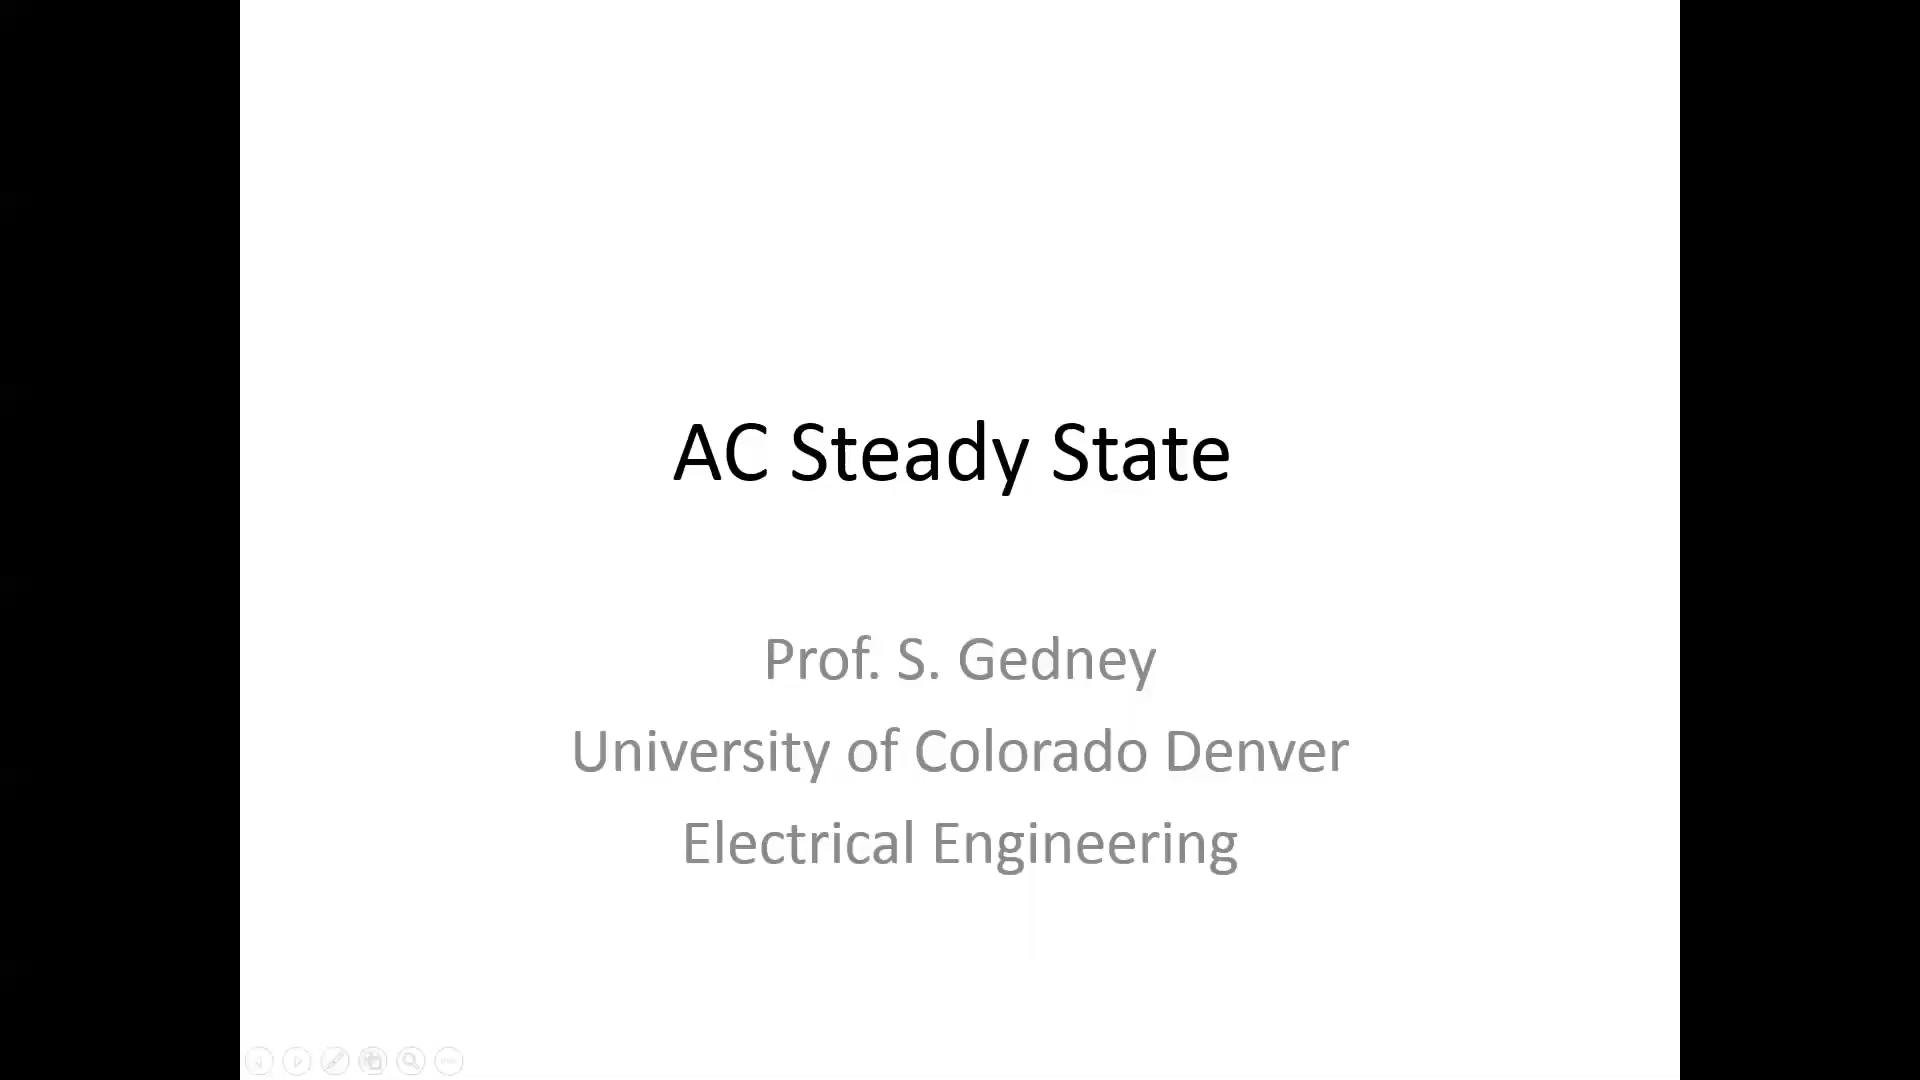 AC Steady State
Prof. S. Gedney
University of Colorado Denver
Electrical Engineering